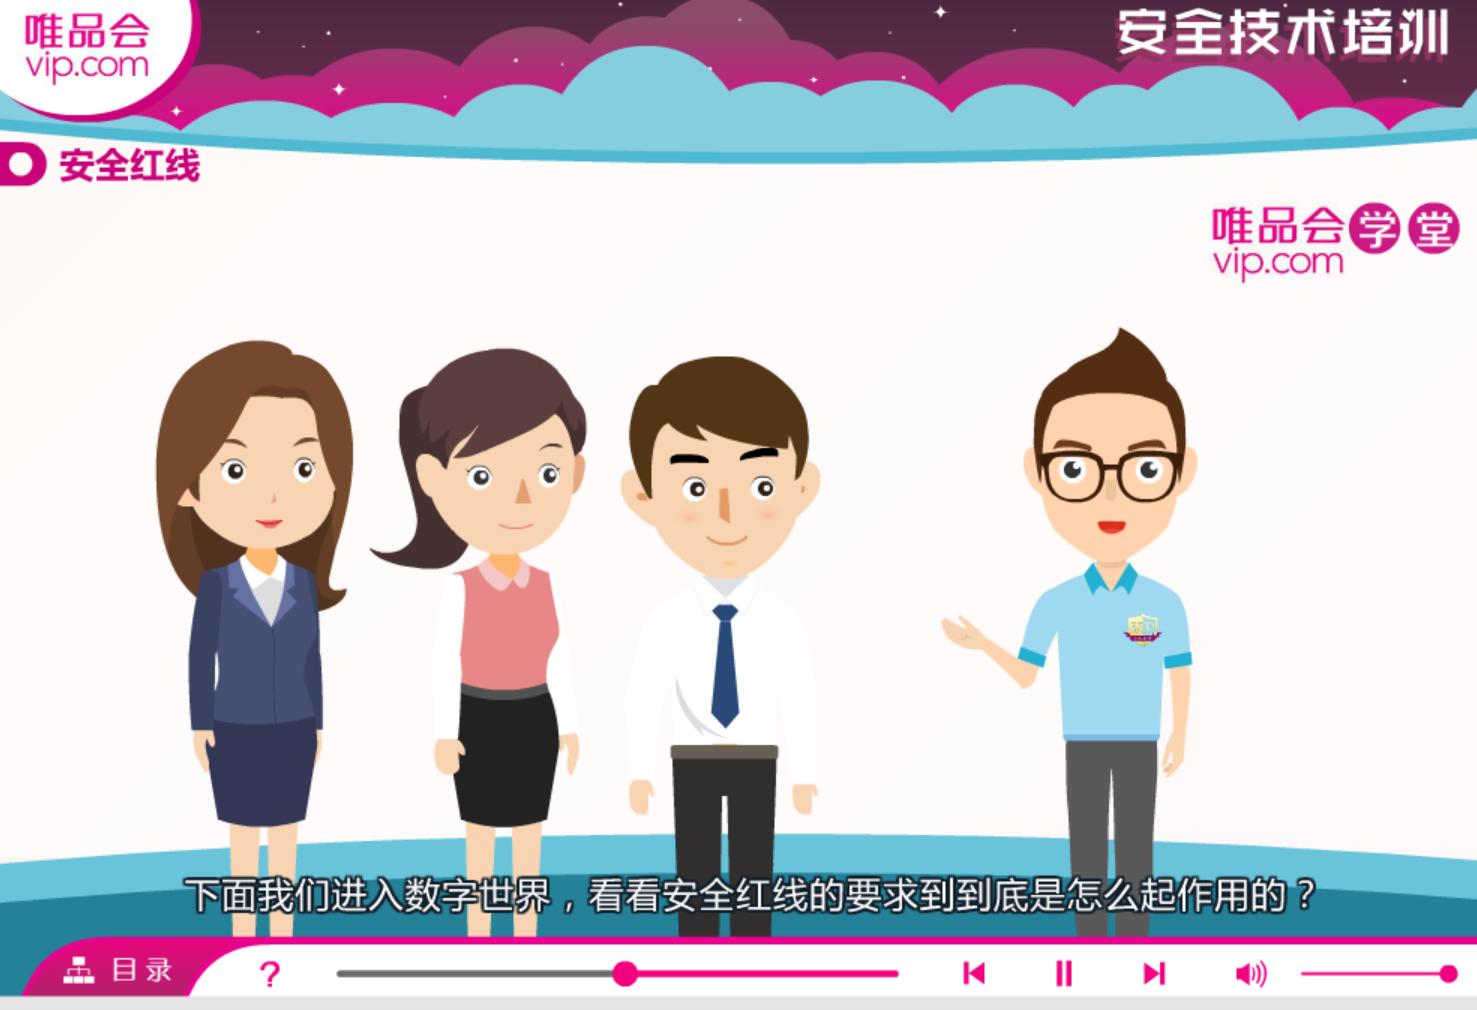 唯品会
vip.com
安全技术培训
安全红线
唯品会学堂
vip.com
下面我们进入数字世界，看看安全红线的要求到到底是怎么起作用的？
目录
?